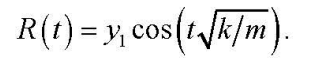 R(t) = y₁ cos(t√k/m).